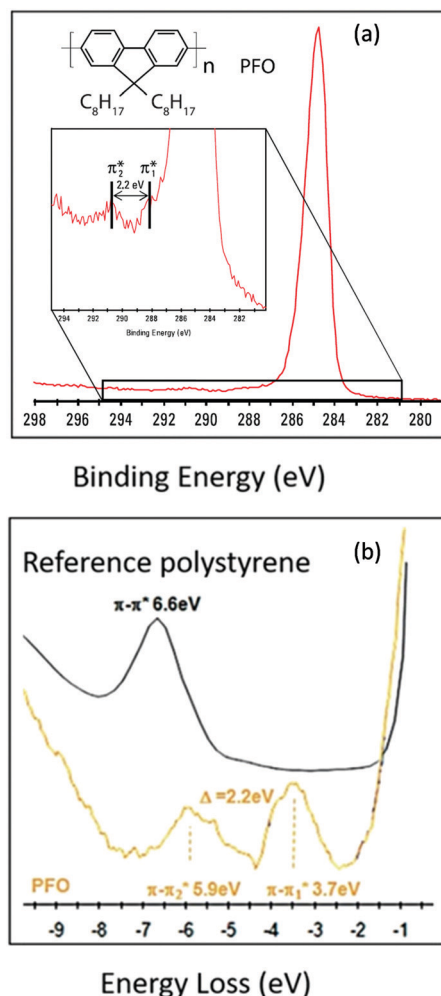 (a)
n PFO
C8H17 C8H17
π2* π1*
2.2 eV
294 292 290 288 286 284 282
Binding Energy (eV)
298 296 294 292 290 288 286 284 282 280
Binding Energy (eV)
(b)
Reference polystyrene
π-π* 6.6eV
Δ =2.2eV
PFO π-π2* 5.9eV π-π1* 3.7eV
-9 -8 -7 -6 -5 -4 -3 -2 -1
Energy Loss (eV)